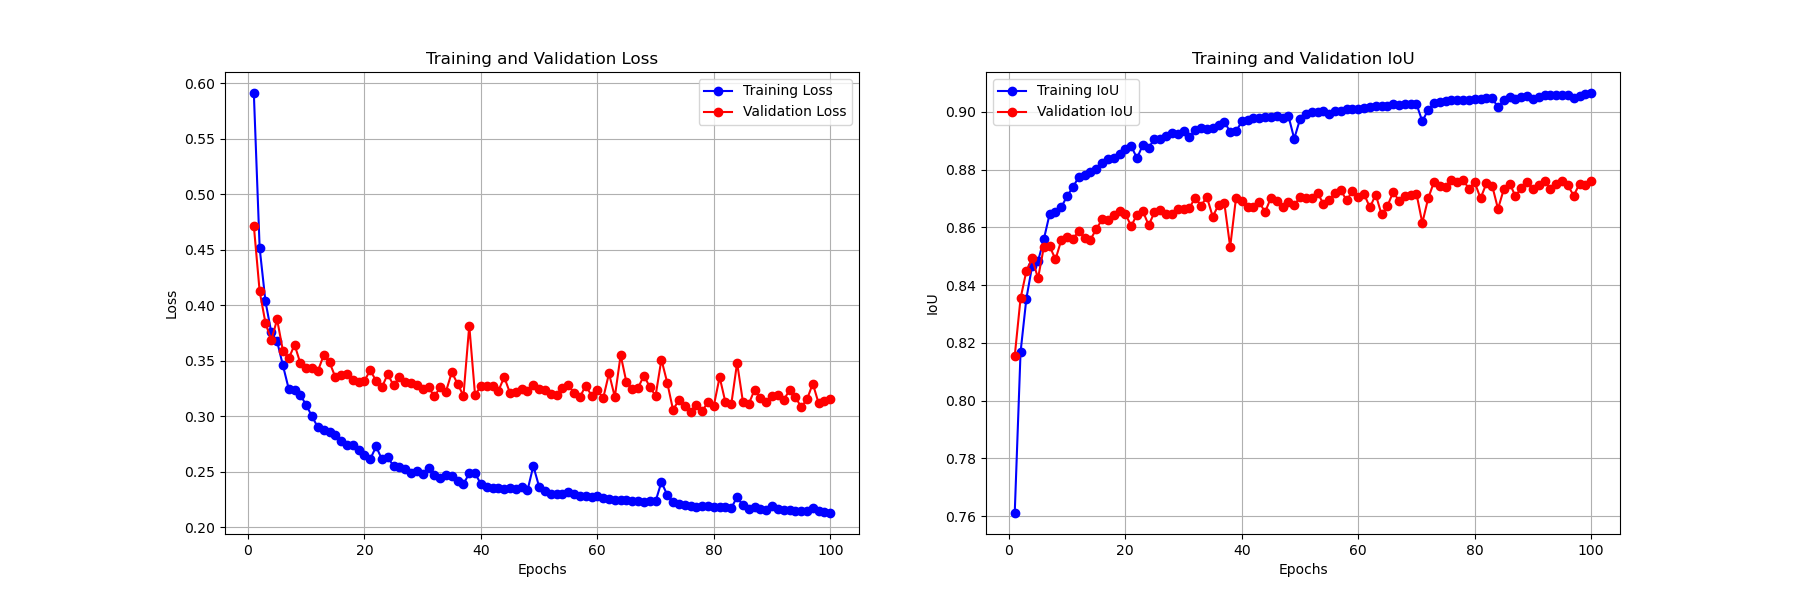 Training and Validation Loss
Training Loss
Validation Loss
0.60
0.55
0.50
0.45
0.40
0.35
0.30
0.25
0.20
Loss
0 20 40 60 80 100
Epochs
Training and Validation IoU
Training IoU
Validation IoU
0.90
0.88
0.86
0.84
0.82
0.80
0.78
0.76
IoU
0 20 40 60 80 100
Epochs